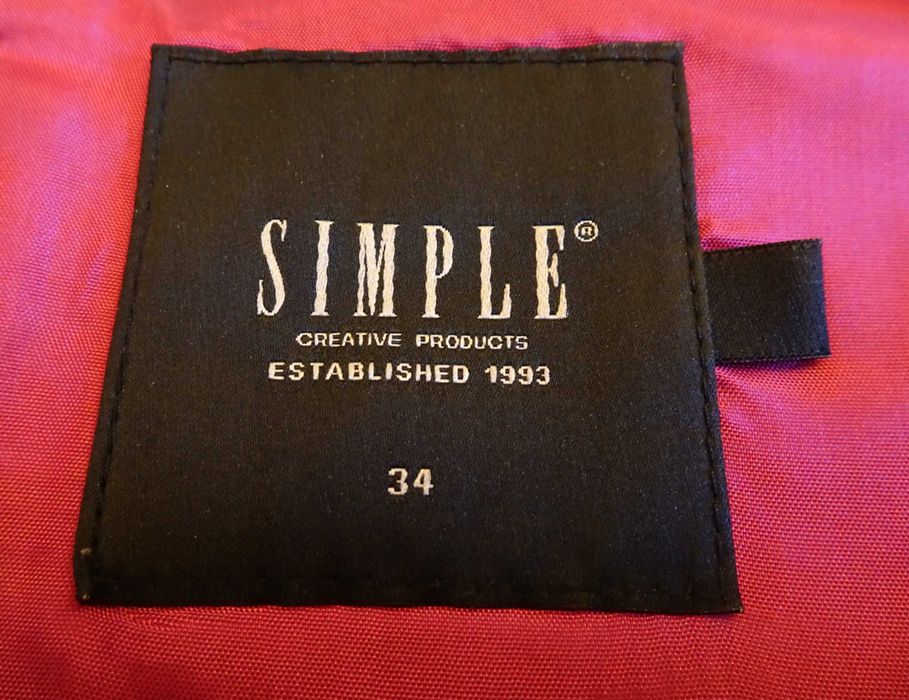 SIMPLE®
CREATIVE PRODUCTS
ESTABLISHED 1993
34